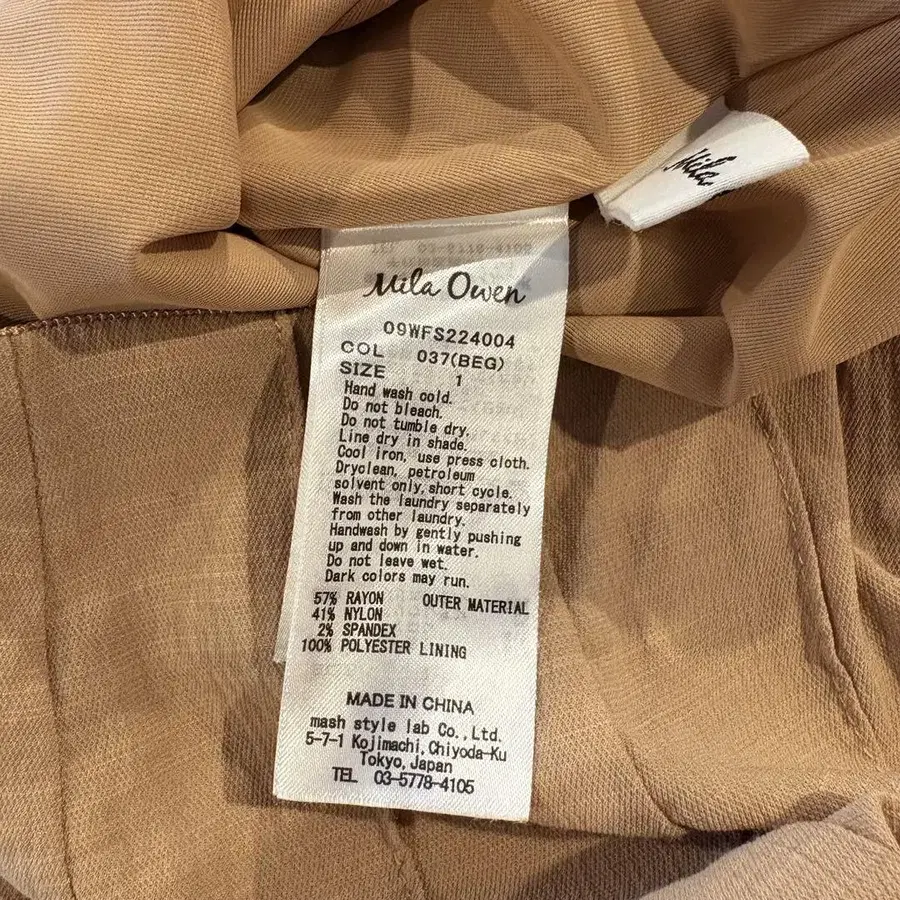 Mila
Mila Owen
09WFS224004
COL 037(BEG)
SIZE 1
Hand wash cold.
Do not bleach.
Do not tumble dry.
Line dry in shade.
Cool iron, use press cloth.
Dryclean, petroleum
solvent only, short cycle.
Wash the laundry separately
from other laundry.
Handwash by gently pushing
up and down in water.
Do not leave wet.
Dark colors may run.
57% RAYON OUTER MATERIAL
41% NYLON
2% SPANDEX
100% POLYESTER LINING
MADE IN CHINA
mash style lab Co.,Ltd.
5-7-1 Kojimachi,Chiyoda-Ku
Tokyo,Japan
TEL 03-5778-4105